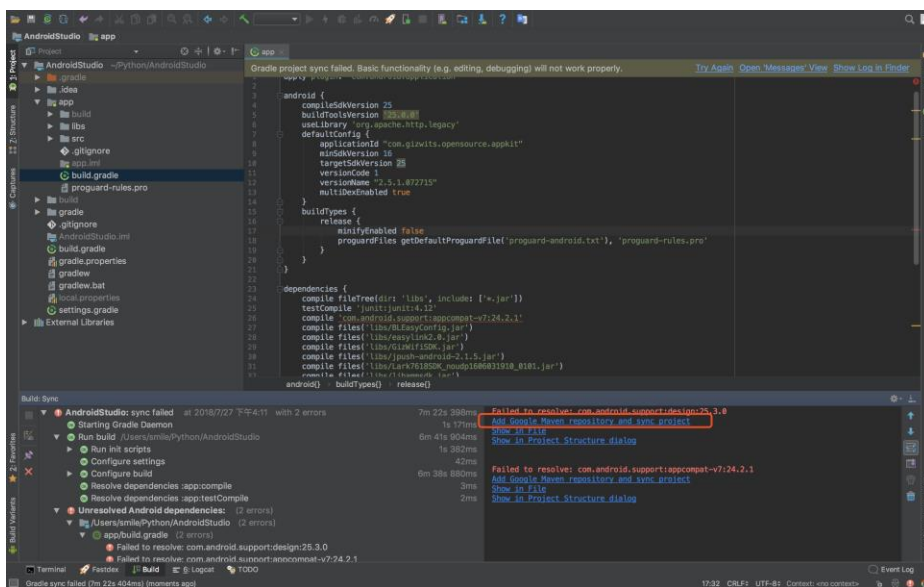 AndroidStudio app
Project
app
Gradle project sync failed. Basic functionality (e.g. editing, debugging) will not work properly.
Try Again Open 'Messages' View Show Log in Finder
AndroidStudio ~/Python/AndroidStudio
.gradle
.idea
app
build
libs
src
.gitignore
app.iml
build.gradle
proguard-rules.pro
build
gradle
.gitignore
AndroidStudio.iml
build.gradle
gradle.properties
gradlew
gradlew.bat
local.properties
settings.gradle
External Libraries
1: Project
Z: Structure
Captures
2: Favorites
Build Variants
android {
compileSdkVersion 25
buildToolsVersion '25.0.0'
useLibrary 'org.apache.http.legacy'
defaultConfig {
applicationId "com.gizwits.opensource.appkit"
minSdkVersion 16
targetSdkVersion 25
versionCode 1
versionName "2.5.1.072715"
multiDexEnabled true
}
buildTypes {
release {
minifyEnabled false
proguardFiles getDefaultProguardFile('proguard-android.txt'), 'proguard-rules.pro'
}
}
}
dependencies {
compile fileTree(dir: 'libs', include: ['*.jar'])
testCompile 'junit:junit:4.12'
compile 'com.android.support:appcompat-v7:24.2.1'
compile files('libs/BLEasyConfig.jar')
compile files('libs/easylink2.0.jar')
compile files('libs/GizWifiSDK.jar')
compile files('libs/jpush-android-2.1.5.jar')
compile files('libs/Lark7618SDK_noudp1606031910_0101.jar')
android{} buildTypes{} release{}
Build: Sync
AndroidStudio: sync failed at 2018/7/27 下午4:11 with 2 errors 7m 22s 398ms
Starting Gradle Daemon 1s 171ms
Run build /Users/smile/Python/AndroidStudio 6m 41s 904ms
Run init scripts 1s 382ms
Configure settings 42ms
Configure build 6m 38s 880ms
Resolve dependencies :app:compile 3ms
Resolve dependencies :app:testCompile 2ms
Unresolved Android dependencies: (2 errors)
/Users/smile/Python/AndroidStudio (2 errors)
app/build.gradle (2 errors)
Failed to resolve: com.android.support:design:25.3.0
Failed to resolve: com.android.support:appcompat-v7:24.2.1
Failed to resolve: com.android.support:design:25.3.0
Add Google Maven repository and sync project
Show in File
Show in Project Structure dialog
Failed to resolve: com.android.support:appcompat-v7:24.2.1
Add Google Maven repository and sync project
Show in File
Show in Project Structure dialog
Terminal Fastdex Build 6: Logcat TODO Event Log
Gradle sync failed (7m 22s 404ms) (moments ago) 17:32 CRLF: UTF-8: Context: <no context>